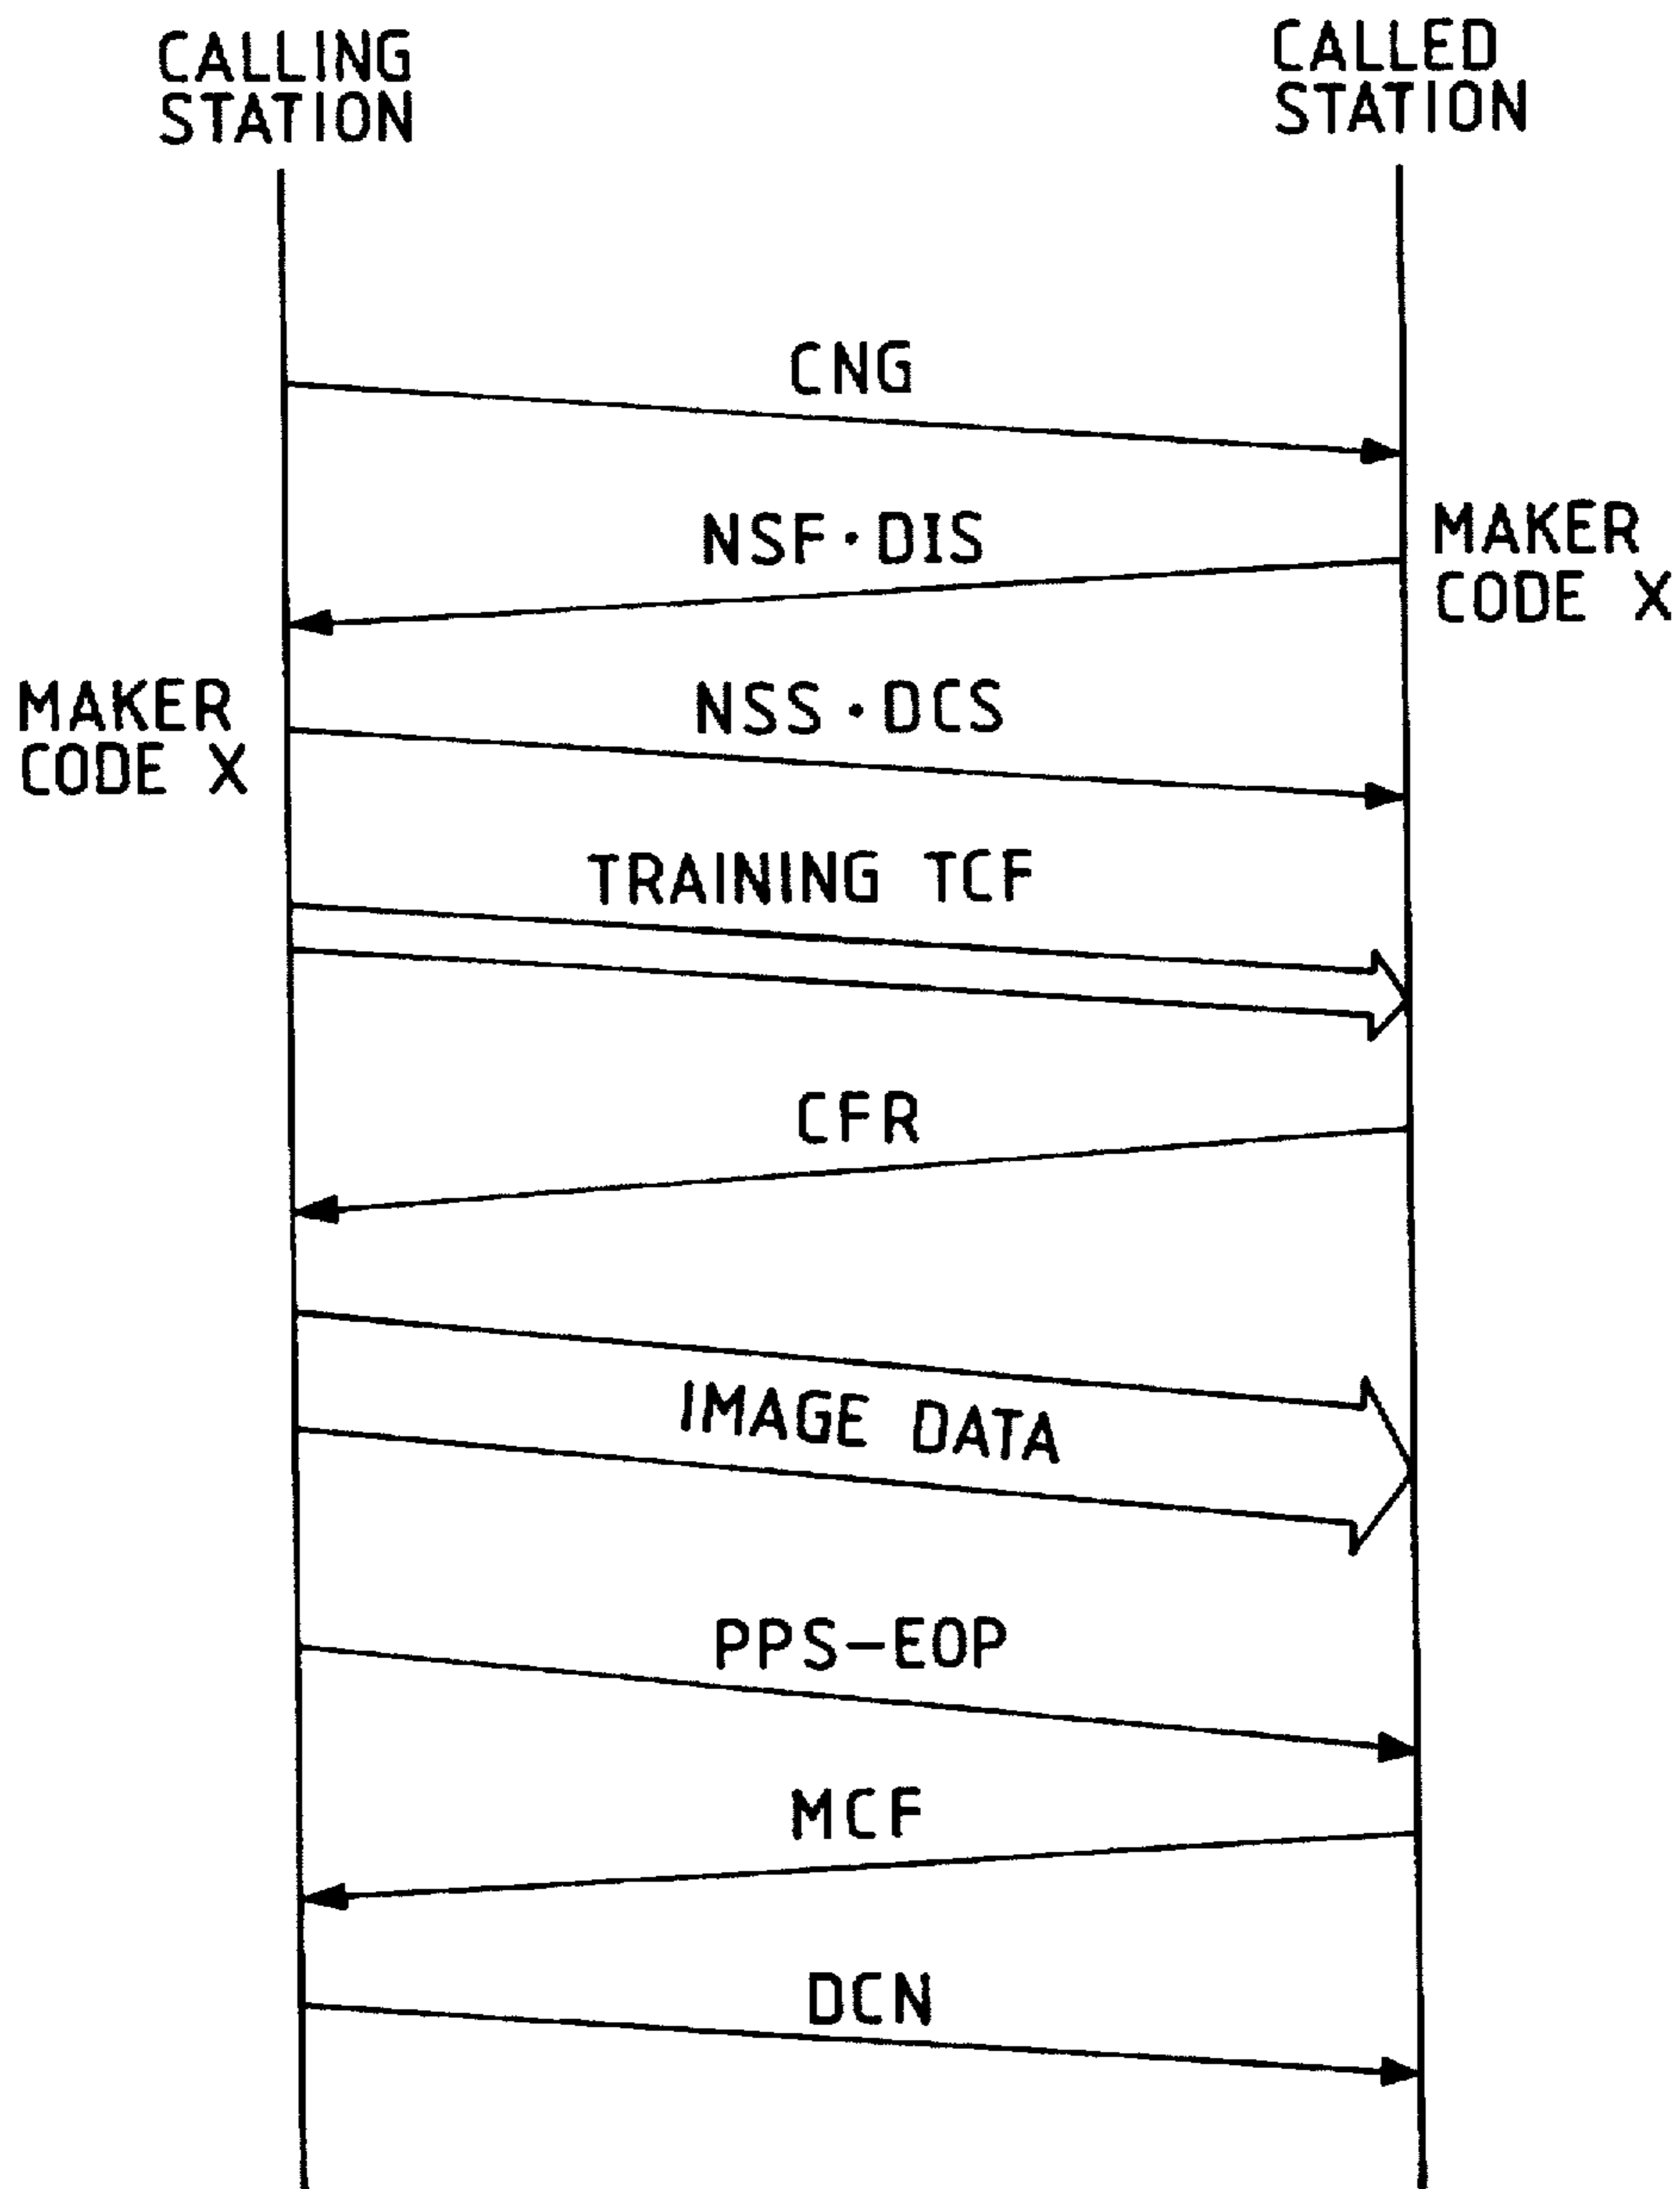 CALLING
STATION
CALLED
STATION
CNG
NSF・DIS
MAKER
CODE X
MAKER
CODE X
NSS・DCS
TRAINING TCF
CFR
IMAGE DATA
PPS-EOP
MCF
DCN